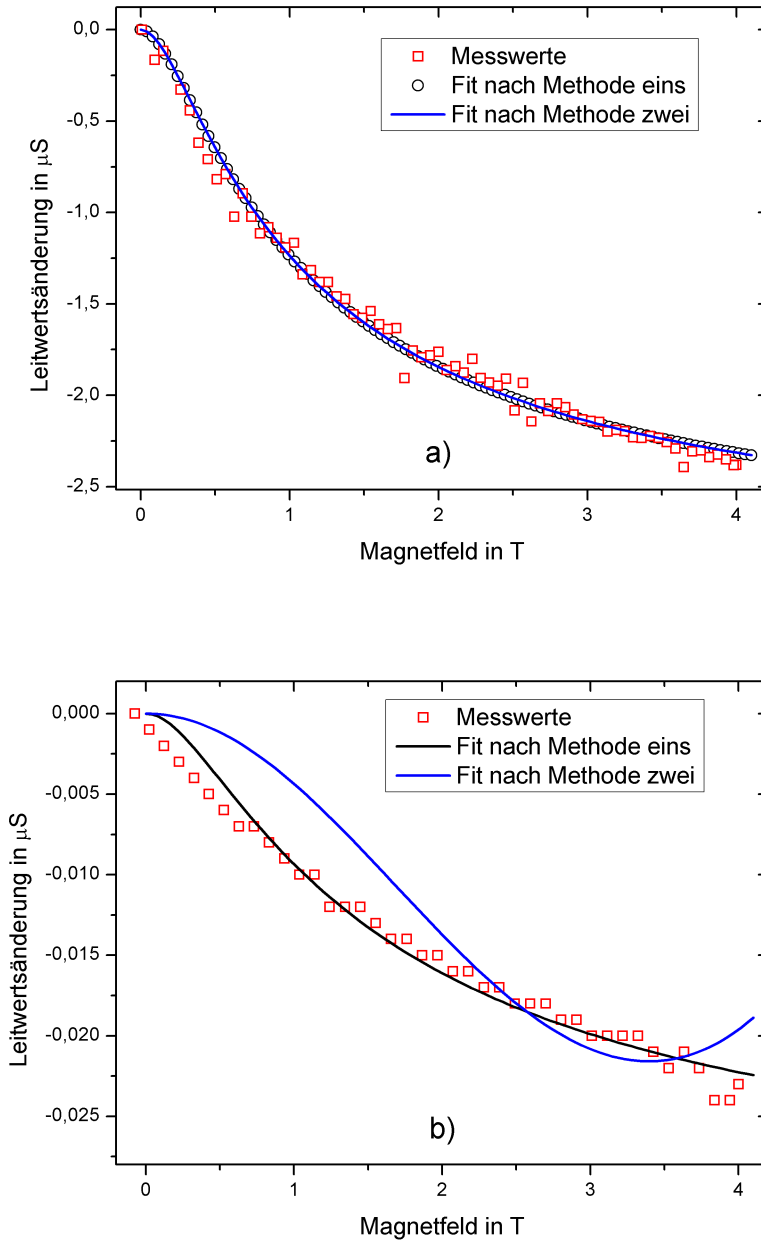 0,0
-0,5
-1,0
-1,5
-2,0
-2,5
Leitwertsänderung in µS
Messwerte
Fit nach Methode eins
Fit nach Methode zwei
a)
0 1 2 3 4
Magnetfeld in T
0,000
-0,005
-0,010
-0,015
-0,020
-0,025
Leitwertsänderung in µS
Messwerte
Fit nach Methode eins
Fit nach Methode zwei
b)
0 1 2 3 4
Magnetfeld in T